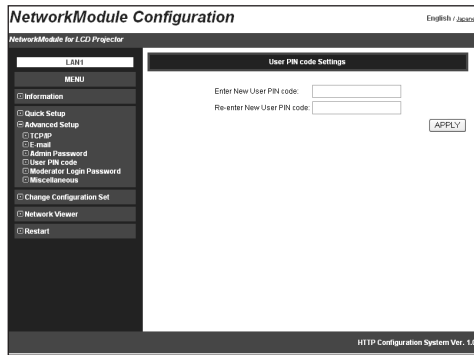 NetworkModule Configuration
English /
NetworkModule for LCD Projector
LAN1
MENU
Information
Quick Setup
Advanced Setup
TCP/IP
E-mail
Admin Password
User PIN code
Moderator Login Password
Miscellaneous
Change Configuration Set
Network Viewer
Restart
User PIN code Settings
Enter New User PIN code:
Re-enter New User PIN code:
APPLY
HTTP Configuration System Ver.